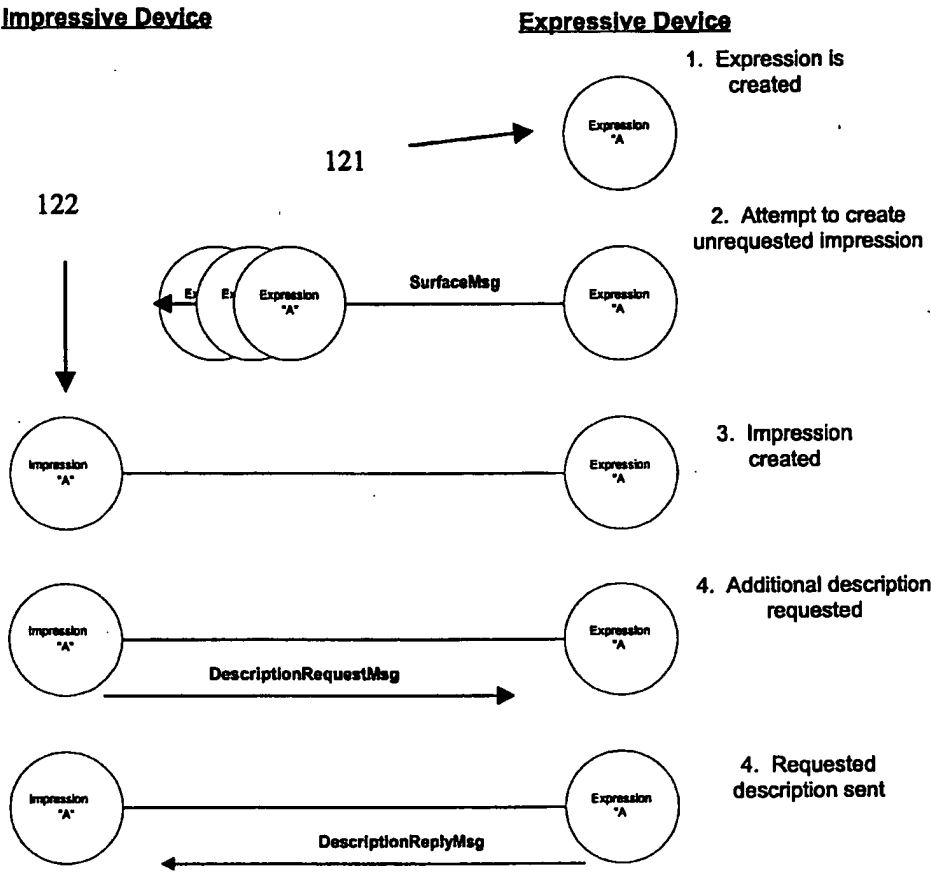 Impressive Device
Expressive Device
1. Expression is
created
Expression
"A
121
122
2. Attempt to create
unrequested impression
Ex
Ex
Expression
"A"
SurfaceMsg
Expression
"A
3. Impression
created
Impression
"A"
Expression
"A
4. Additional description
requested
Impression
"A"
Expression
"A
DescriptionRequestMsg
4. Requested
description sent
Impression
"A"
Expression
"A
DescriptionReplyMsg